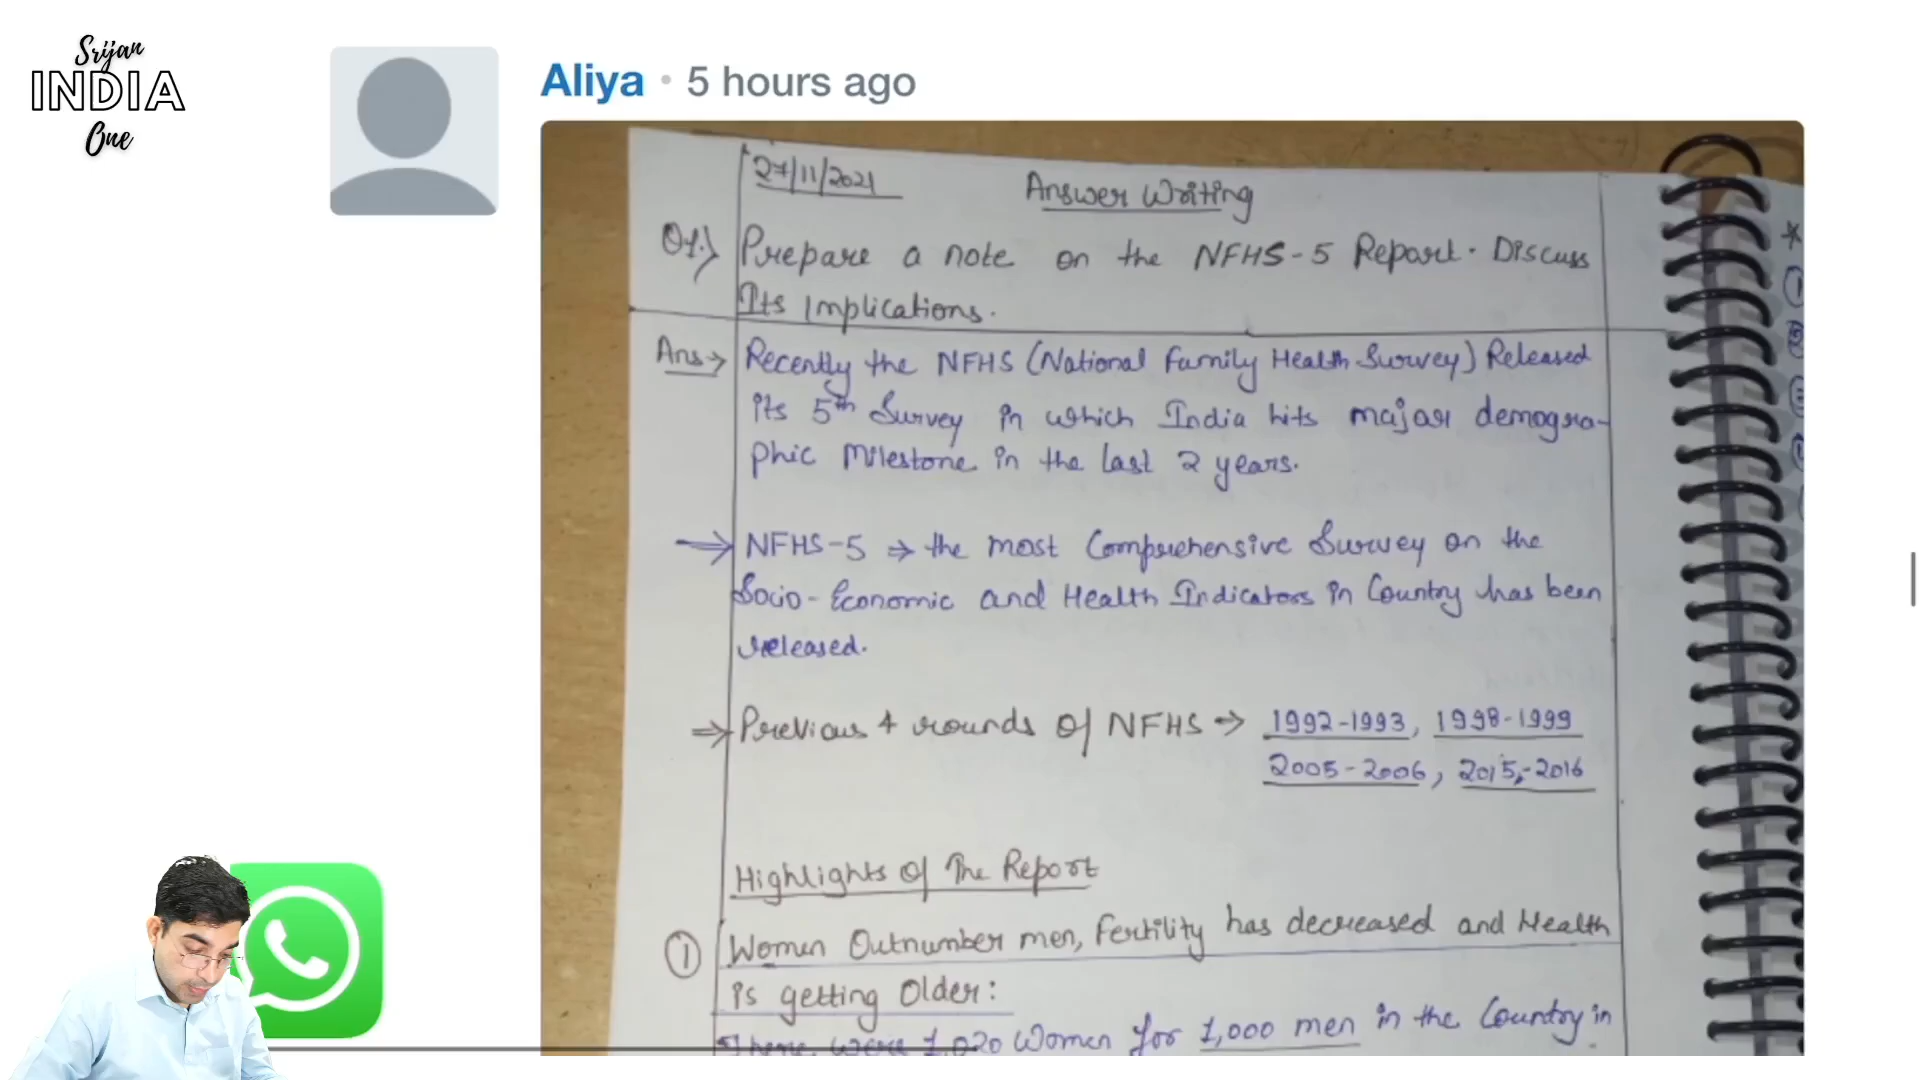 Srijan
INDIA
One
Aliya • 5 hours ago
27/11/2021
Answer Writing
Q1.) Prepare a note on the NFHS-5 Report. Discuss
Its Implications.
Ans → Recently the NFHS (National Family Health Survey) Released
its 5th Survey in which India hits major demogra-
phic Milestone in the last 2 years.
→ NFHS-5 ⇒ the most Comprehensive Survey on the
Socio-Economic and Health Indicators in Country has been
released.
⇒ Previous 4 rounds Of NFHS → 1992-1993, 1998-1999
2005-2006, 2015-2016
Highlights Of The Report
① Women Outnumber men, Fertility has decreased and Health
is getting Older:
There were 1,020 Women for 1,000 men in the Country in